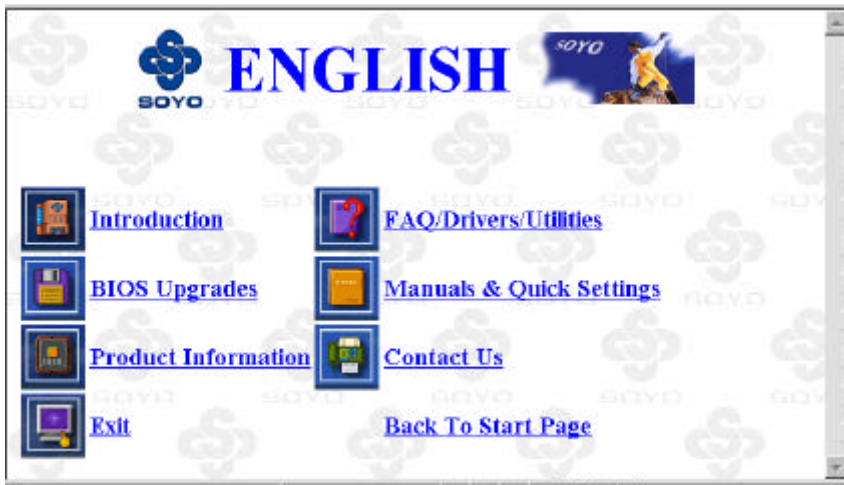 SOYO ENGLISH SOYO
Introduction
FAQ/Drivers/Utilities
BIOS Upgrades
Manuals & Quick Settings
Product Information
Contact Us
Exit
Back To Start Page